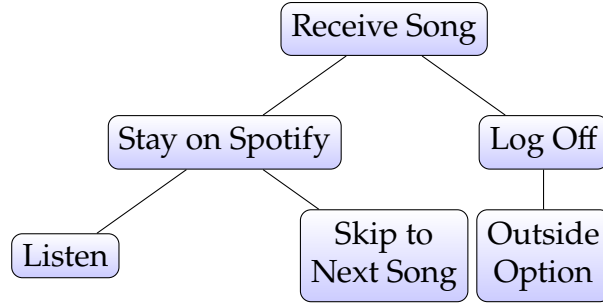 Receive Song
Stay on Spotify
Log Off
Listen
Skip to
Next Song
Outside
Option